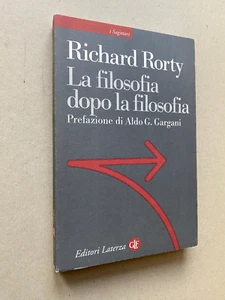 i Sagittari
Richard Rorty
La filosofia
dopo la filosofia
Prefazione di Aldo G. Gargani
Editori Laterza